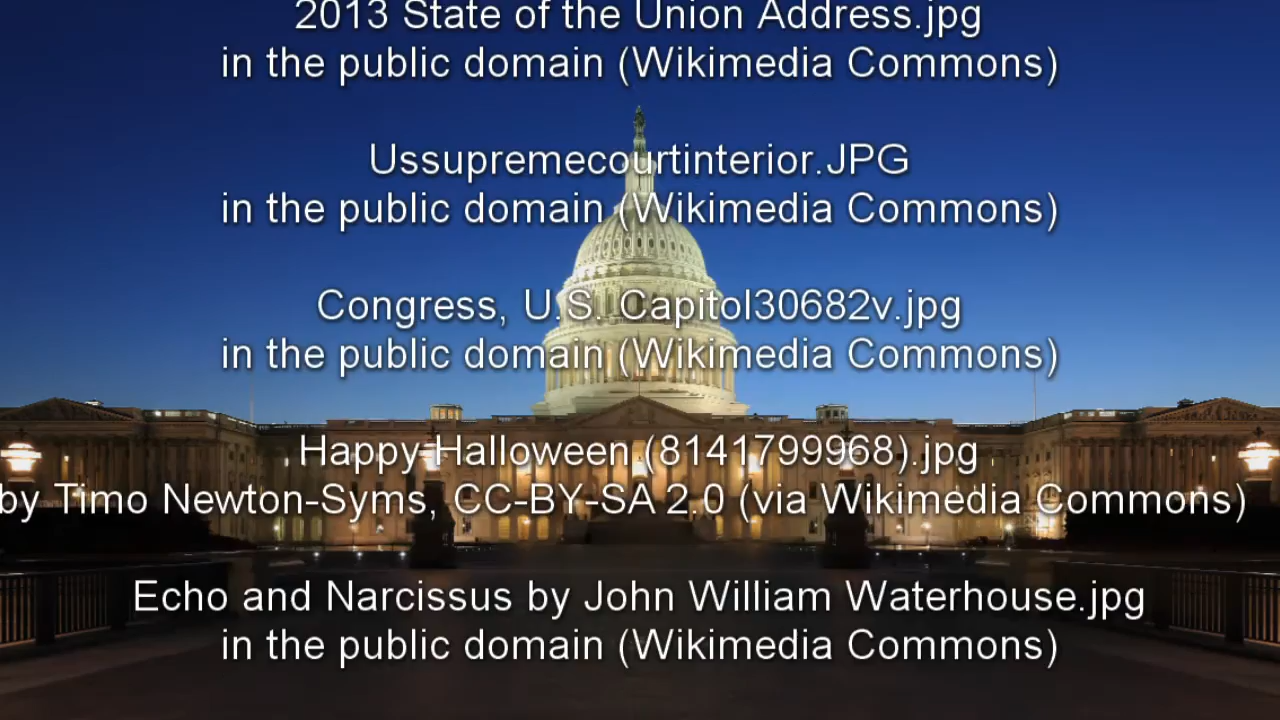 2013 State of the Union Address.jpg
in the public domain (Wikimedia Commons)
Ussupremecourtinterior.JPG
in the public domain (Wikimedia Commons)
Congress, U.S. Capitol30682v.jpg
in the public domain (Wikimedia Commons)
Happy Halloween (8141799968).jpg
by Timo Newton-Syms, CC-BY-SA 2.0 (via Wikimedia Commons)
Echo and Narcissus by John William Waterhouse.jpg
in the public domain (Wikimedia Commons)